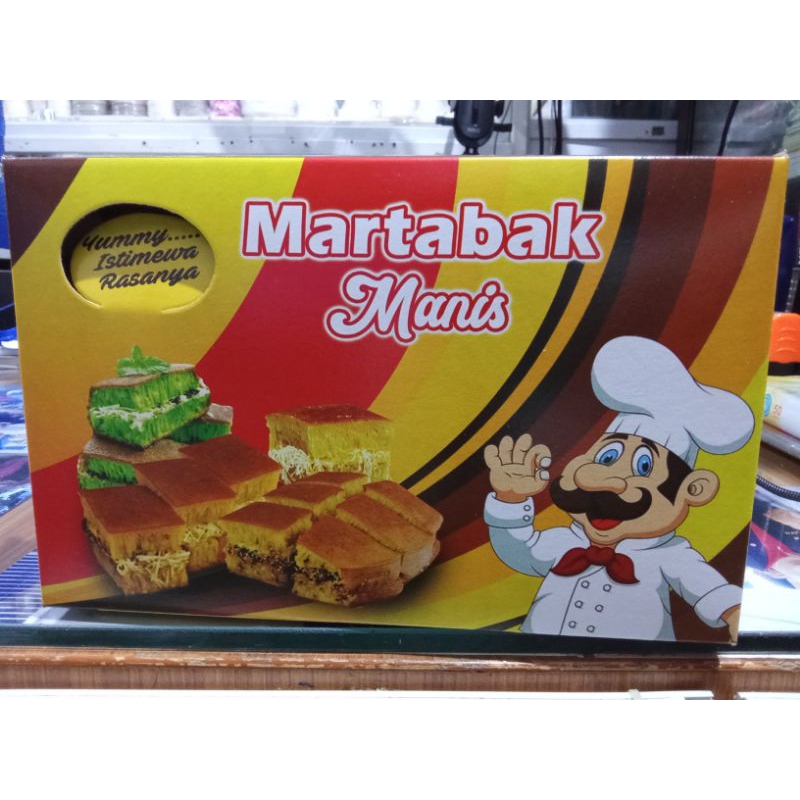 Yummy.....
Istimewa
Rasanya
Martabak
Manis